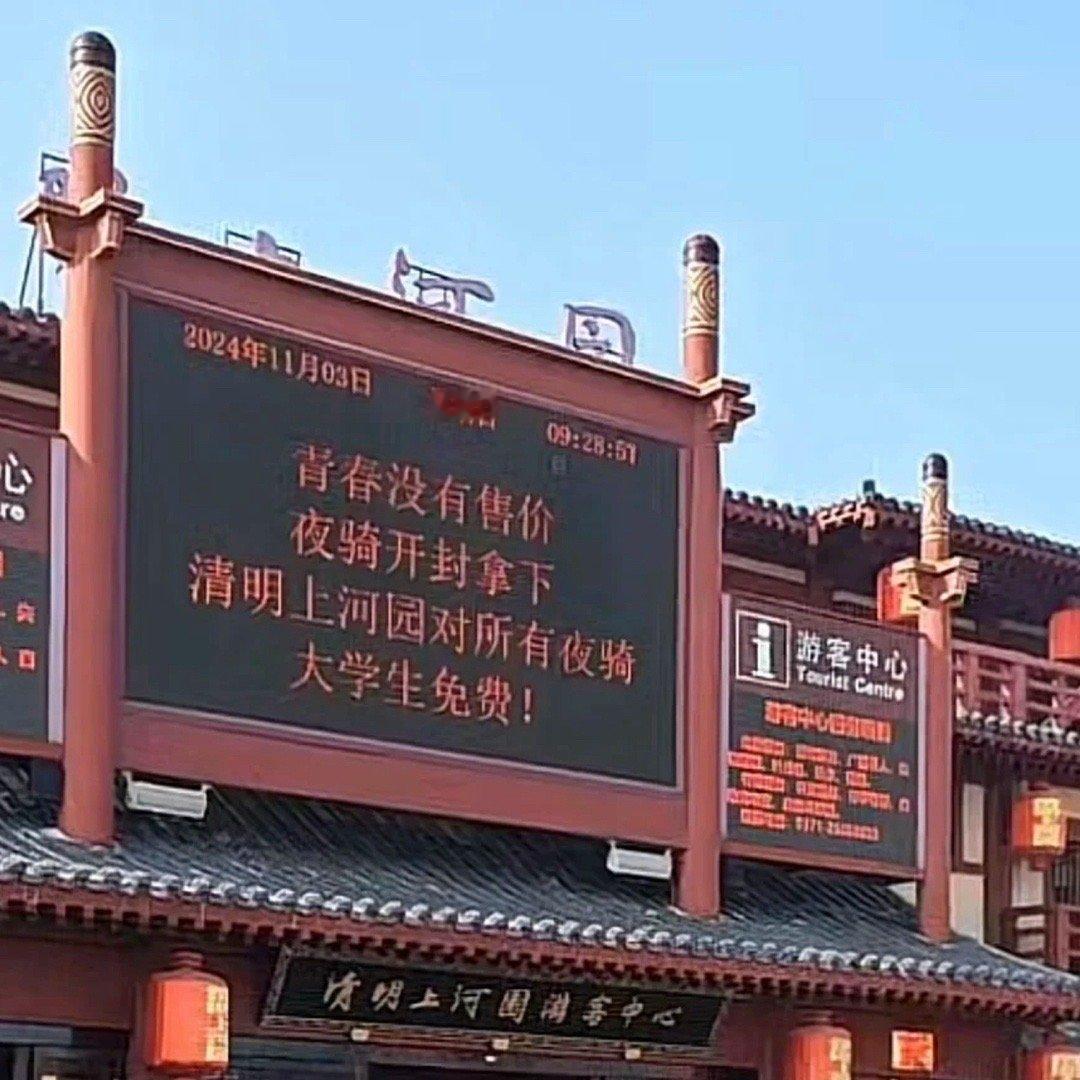 河园
2024年11月03日
09:28:57
青春没有售价
夜骑开封拿下
清明上河园对所有夜骑
大学生免费！
心
re
i 游客中心
Tourist Centre
清明上河园游客中心